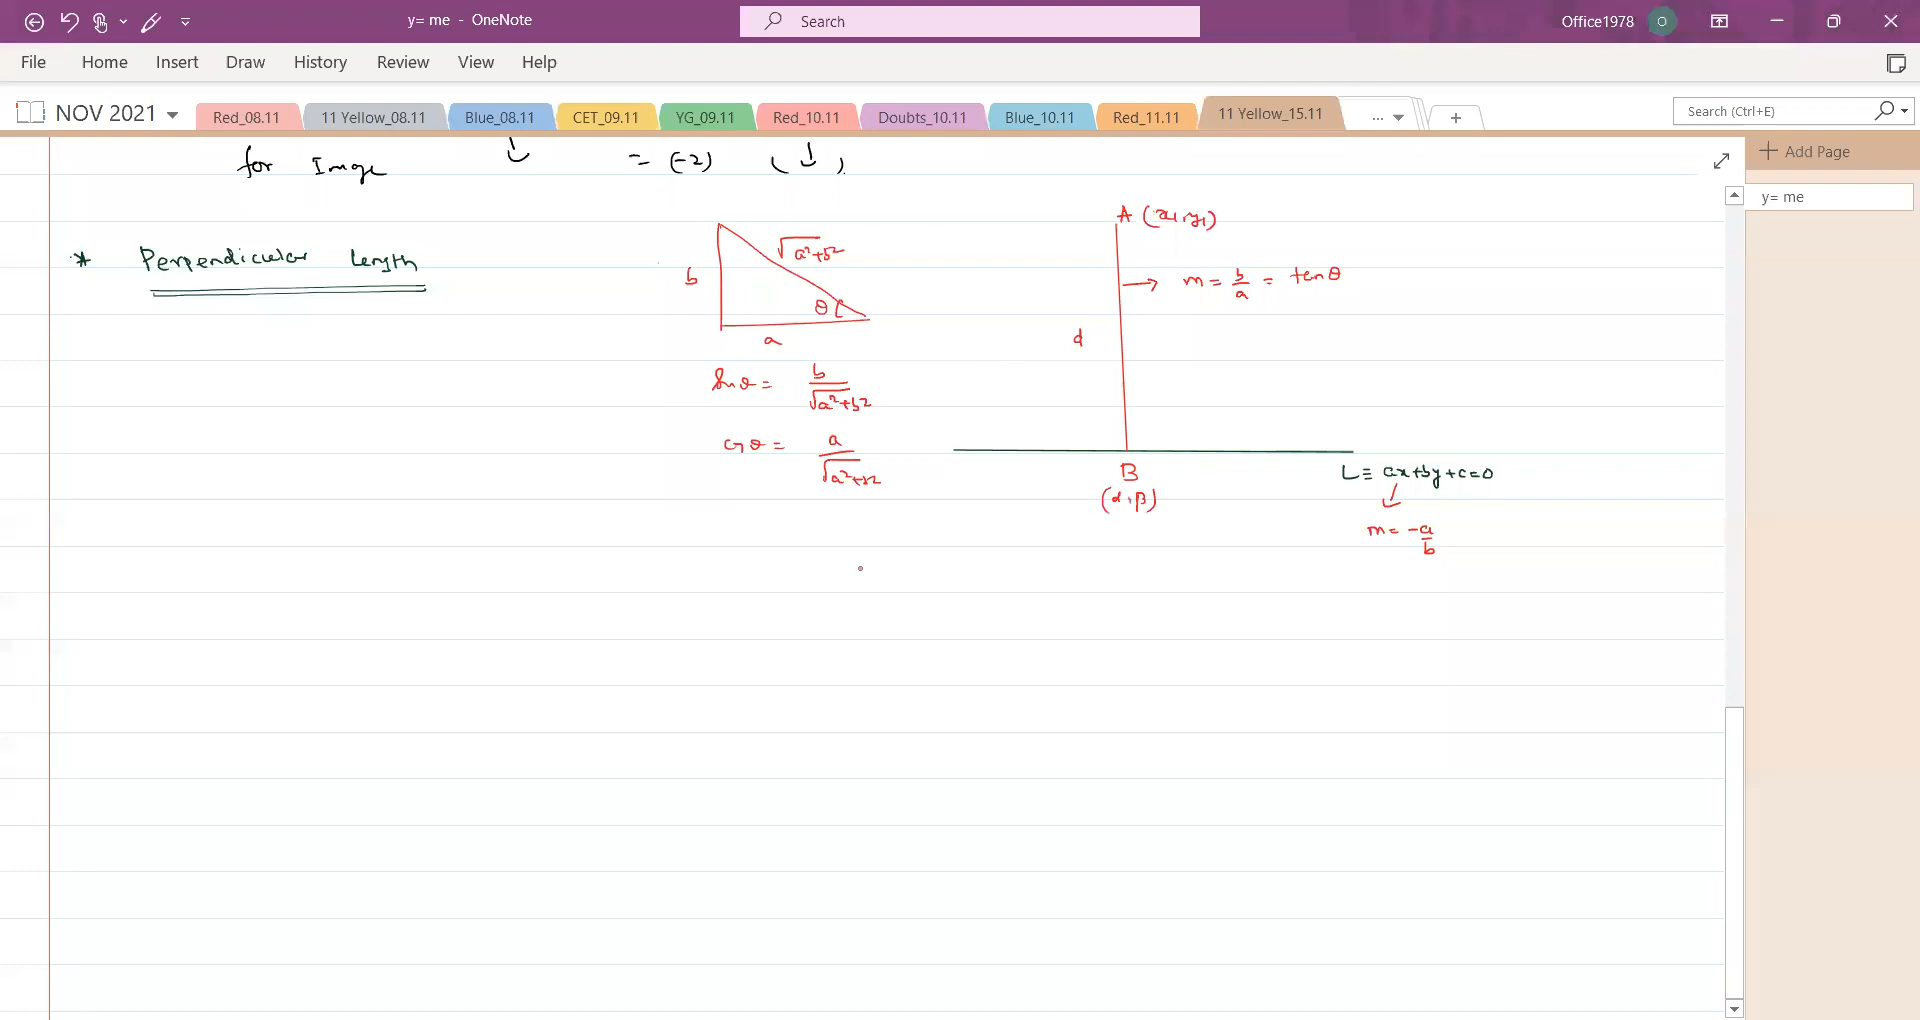 y= me - OneNote
Search
Office1978
O
File Home Insert Draw History Review View Help
NOV 2021
Red_08.11
11 Yellow_08.11
Blue_08.11
CET_09.11
YG_09.11
Red_10.11
Doubts_10.11
Blue_10.11
Red_11.11
11 Yellow_15.11
...
+
Search (Ctrl+E)
Add Page
y= me
for Image
= (-2) (↓)
* Perpendicular length
b
√a²+b²
θ
a
sinθ = b/√a²+b²
cosθ = a/√a²+b²
A (x₁, y₁)
→ m = b/a = tanθ
d
B
(α, β)
L ≡ ax+by+c=0
m = -a/b